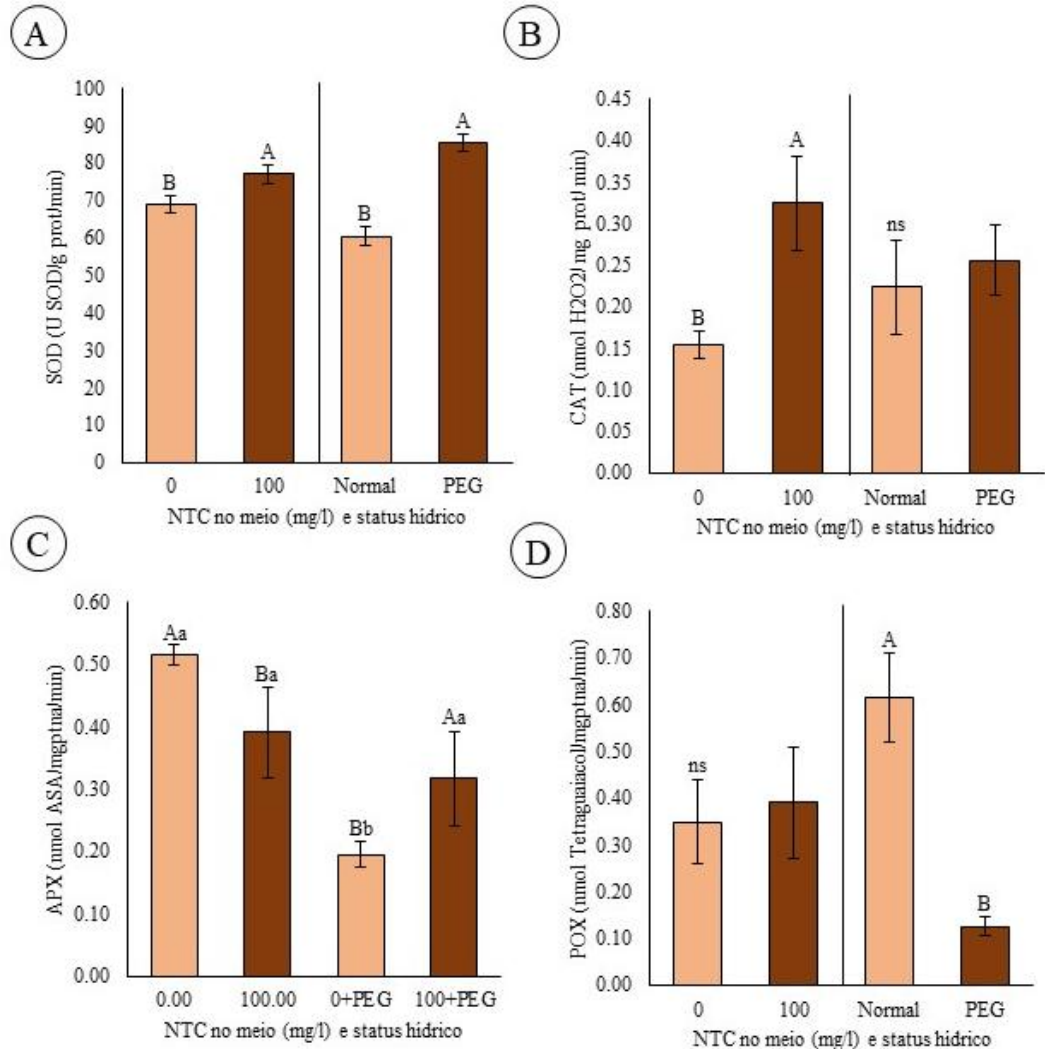 A
SOD (U SOD/g prot/min)
100
90
80
70
60
50
40
30
20
10
0
B
A
B
A
0 100 Normal PEG
NTC no meio (mg/l) e status hídrico
B
CAT (nmol H2O2/ mg prot/ min)
0.45
0.40
0.35
0.30
0.25
0.20
0.15
0.10
0.05
0.00
B
A
ns
0 100 Normal PEG
NTC no meio (mg/l) e status hídrico
C
APX (nmol ASA/mgptna/min)
0.60
0.50
0.40
0.30
0.20
0.10
0.00
Aa
Ba
Bb
Aa
0.00 100.00 0+PEG 100+PEG
NTC no meio (mg/l) e status hídrico
D
POX (nmol Tetraguaiacol/mgptna/min)
0.80
0.70
0.60
0.50
0.40
0.30
0.20
0.10
0.00
ns
A
B
0 100 Normal PEG
NTC no meio (mg/l) e status hídrico